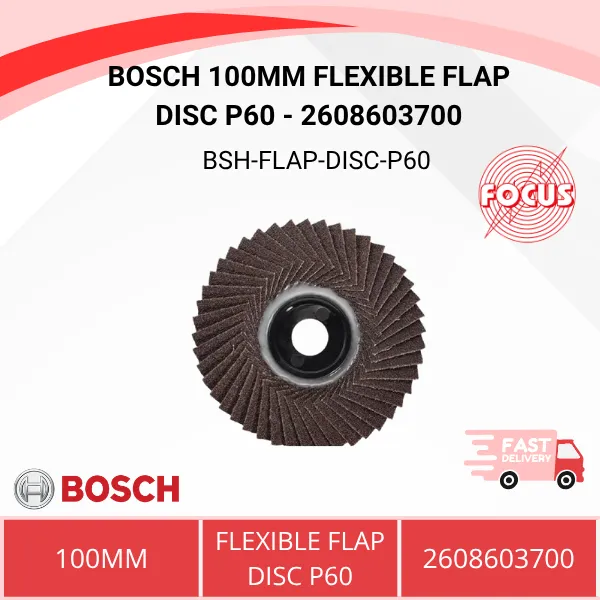 BOSCH 100MM FLEXIBLE FLAP
DISC P60 - 2608603700
BSH-FLAP-DISC-P60
FOCUS
FAST
DELIVERY
BOSCH
100MM
FLEXIBLE FLAP
DISC P60
2608603700